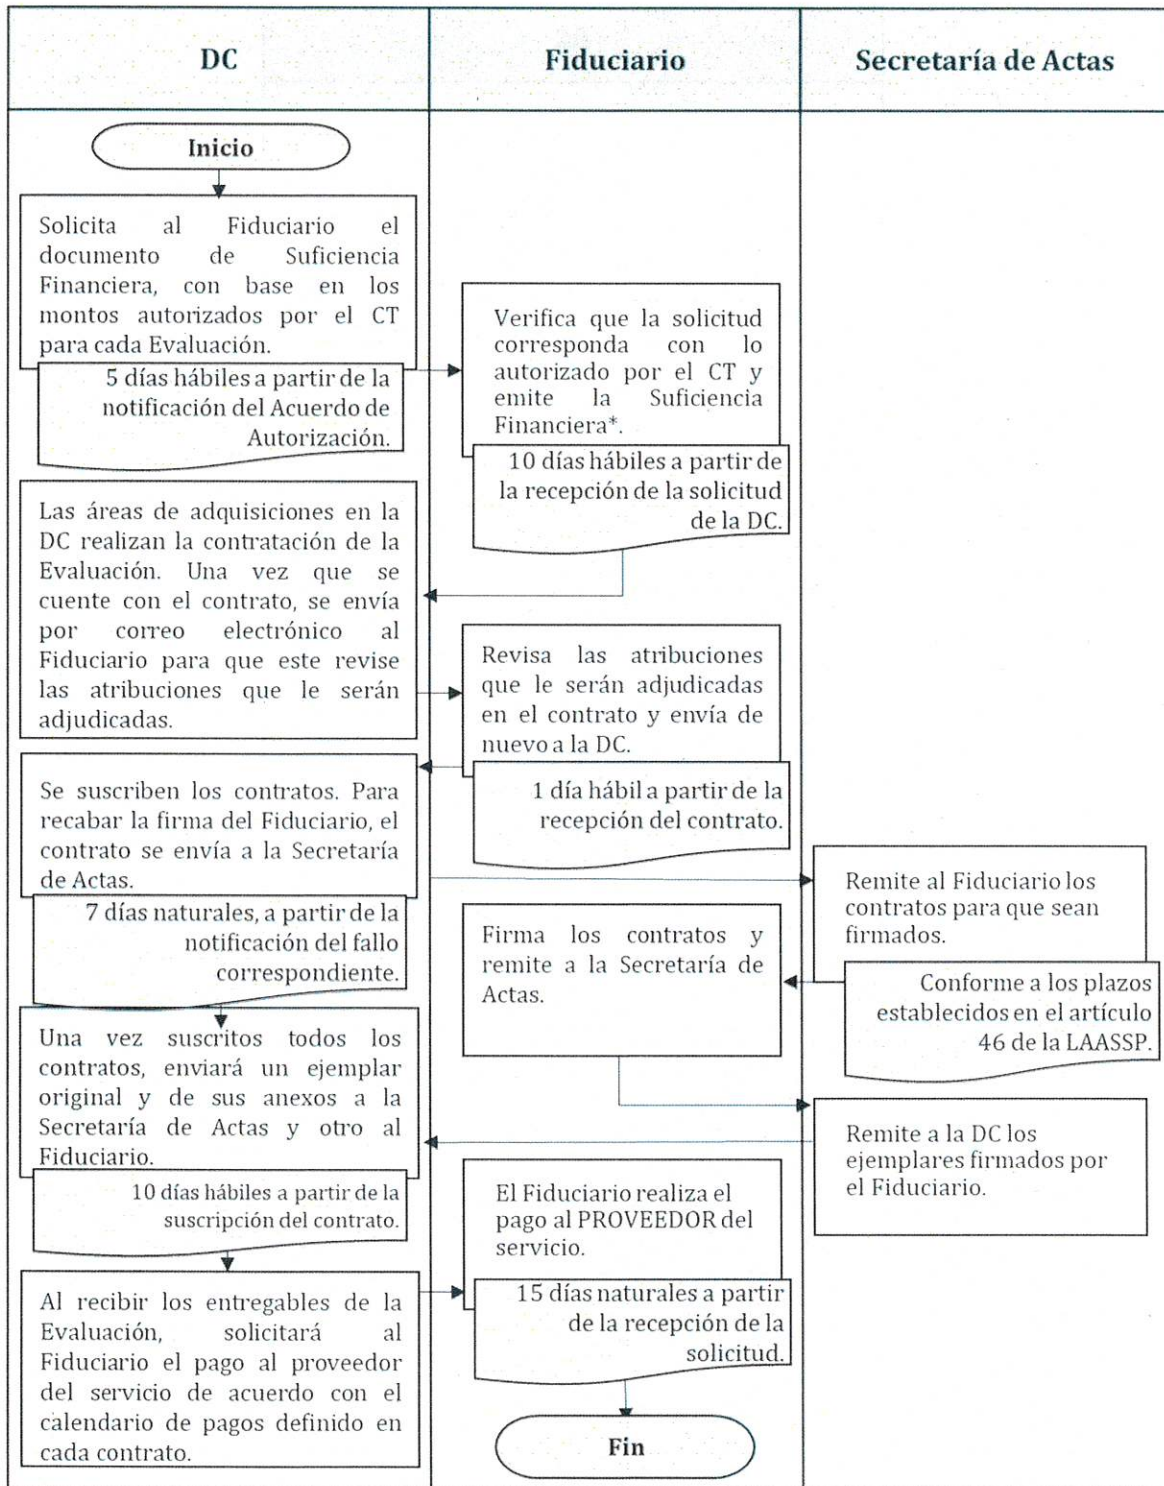 DC
Fiduciario
Secretaría de Actas
Inicio
Solicita al Fiduciario el
documento de Suficiencia
Financiera, con base en los
montos autorizados por el CT
para cada Evaluación.
5 días hábiles a partir de la
notificación del Acuerdo de
Autorización.
Verifica que la solicitud
corresponda con lo
autorizado por el CT y
emite la Suficiencia
Financiera*.
10 días hábiles a partir de
la recepción de la solicitud
de la DC.
Las áreas de adquisiciones en la
DC realizan la contratación de la
Evaluación. Una vez que se
cuente con el contrato, se envía
por correo electrónico al
Fiduciario para que este revise
las atribuciones que le serán
adjudicadas.
Revisa las atribuciones
que le serán adjudicadas
en el contrato y envía de
nuevo a la DC.
1 día hábil a partir de la
recepción del contrato.
Se suscriben los contratos. Para
recabar la firma del Fiduciario, el
contrato se envía a la Secretaría
de Actas.
7 días naturales, a partir de la
notificación del fallo
correspondiente.
Remite al Fiduciario los
contratos para que sean
firmados.
Conforme a los plazos
establecidos en el artículo
46 de la LAASSP.
Firma los contratos y
remite a la Secretaría de
Actas.
Remite a la DC los
ejemplares firmados por
el Fiduciario.
Una vez suscritos todos los
contratos, enviará un ejemplar
original y de sus anexos a la
Secretaría de Actas y otro al
Fiduciario.
10 días hábiles a partir de la
suscripción del contrato.
Al recibir los entregables de la
Evaluación, solicitará al
Fiduciario el pago al proveedor
del servicio de acuerdo con el
calendario de pagos definido en
cada contrato.
El Fiduciario realiza el
pago al PROVEEDOR del
servicio.
15 días naturales a partir
de la recepción de la
solicitud.
Fin